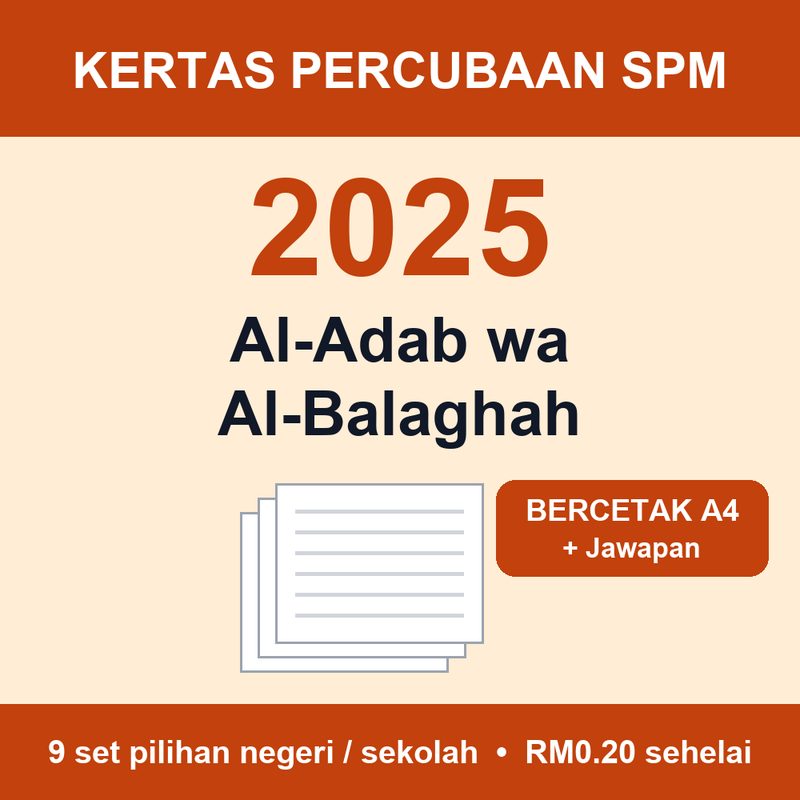 KERTAS PERCUBAAN SPM
2025
Al-Adab wa
Al-Balaghah
BERCETAK A4
+ Jawapan
9 set pilihan negeri / sekolah • RM0.20 sehelai